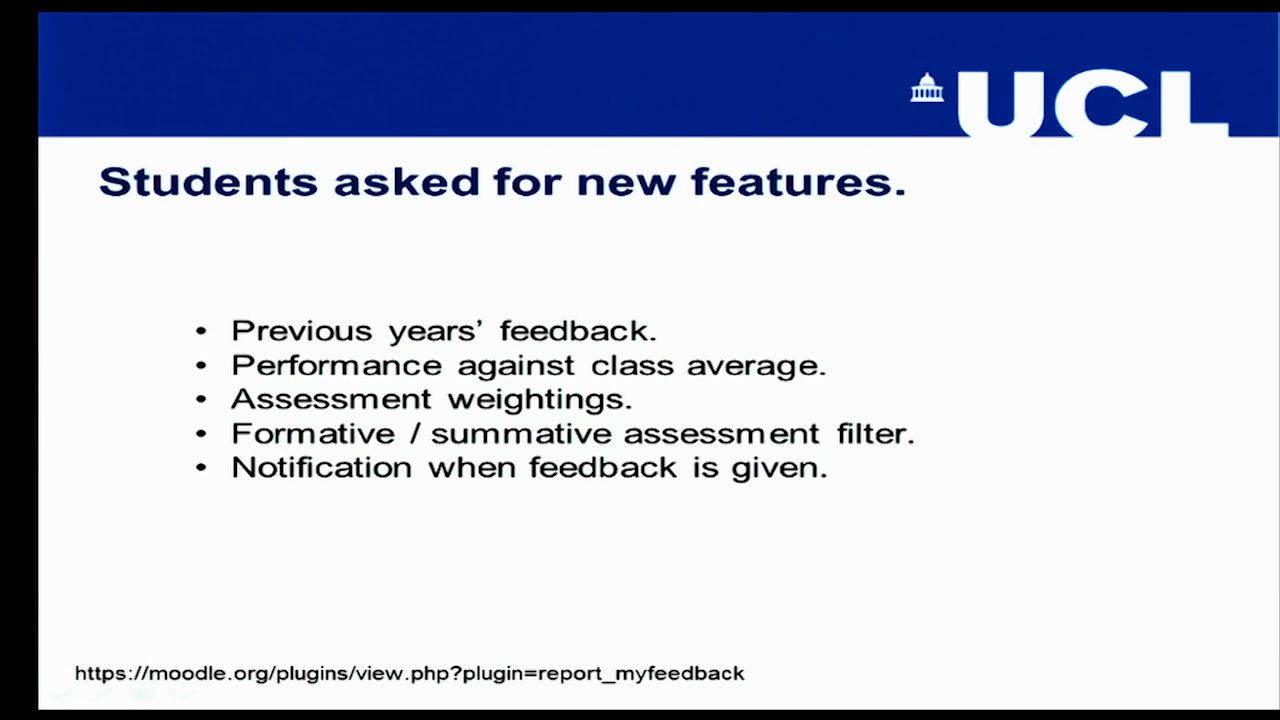 UCL
Students asked for new features.
• Previous years’ feedback.
• Performance against class average.
• Assessment weightings.
• Formative / summative assessment filter.
• Notification when feedback is given.
https://moodle.org/plugins/view.php?plugin=report_myfeedback